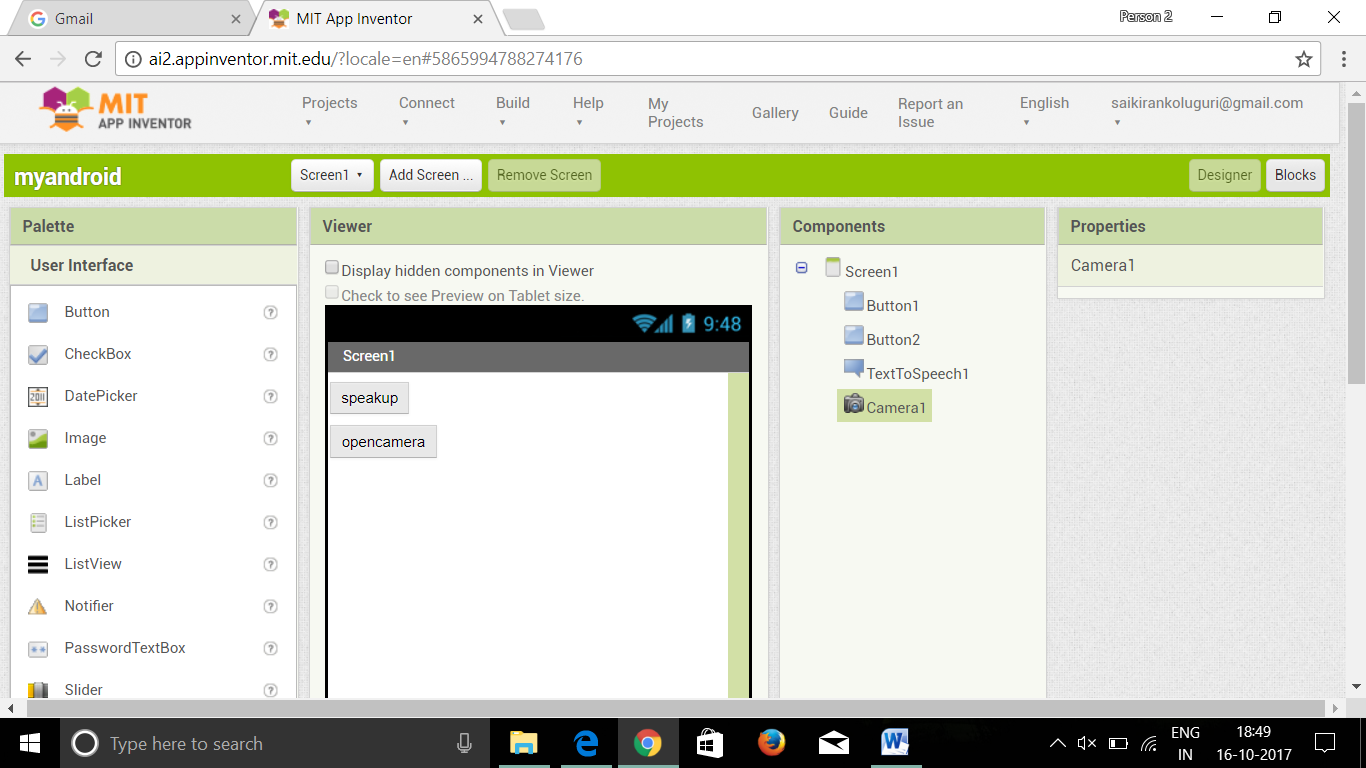 Gmail
MIT App Inventor
Person 2
ai2.appinventor.mit.edu/?locale=en#5865994788274176
MIT
APP INVENTOR
Projects
Connect
Build
Help
My
Projects
Gallery
Guide
Report an
Issue
English
saikirankoluguri@gmail.com
myandroid
Screen1
Add Screen ...
Remove Screen
Designer
Blocks
Palette
User Interface
Button ?
CheckBox ?
2011 DatePicker ?
Image ?
A Label ?
ListPicker ?
ListView ?
Notifier ?
PasswordTextBox ?
Slider ?
Viewer
Display hidden components in Viewer
Check to see Preview on Tablet size.
9:48
Screen1
speakup
opencamera
Components
Screen1
Button1
Button2
TextToSpeech1
Camera1
Properties
Camera1
Type here to search
ENG
IN
18:49
16-10-2017